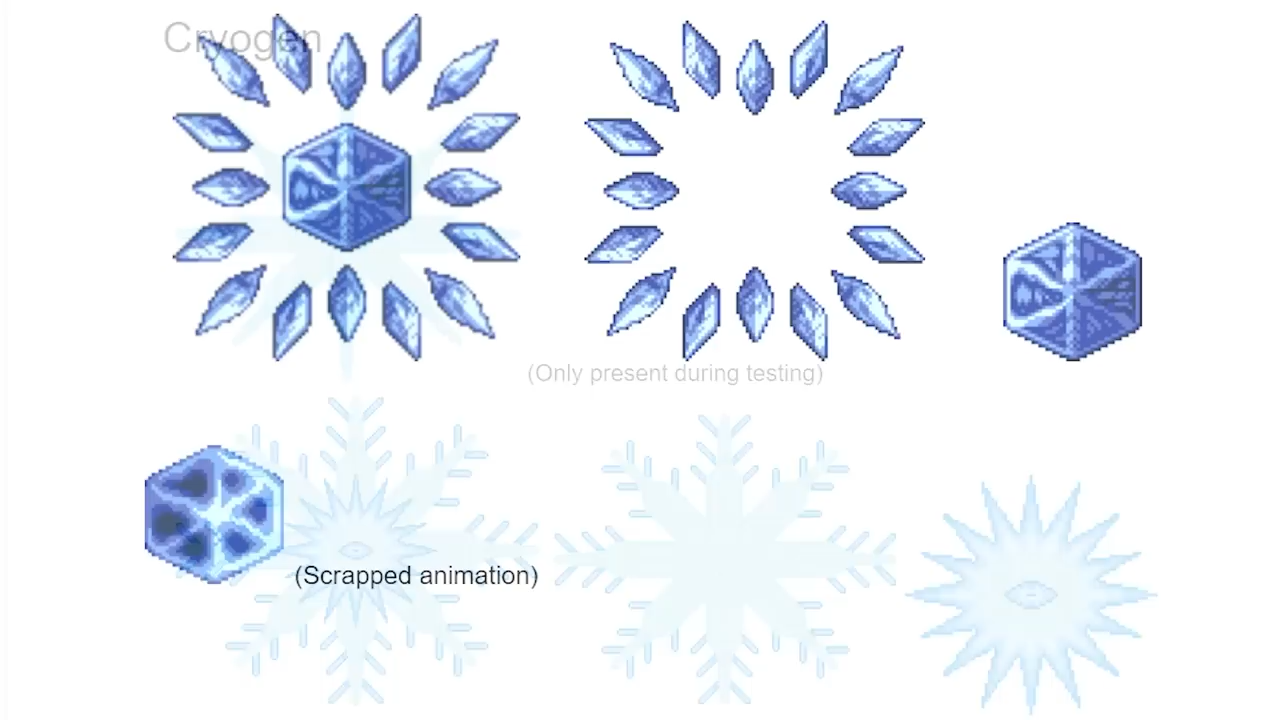 Cryogen
(Only present during testing)
(Scrapped animation)